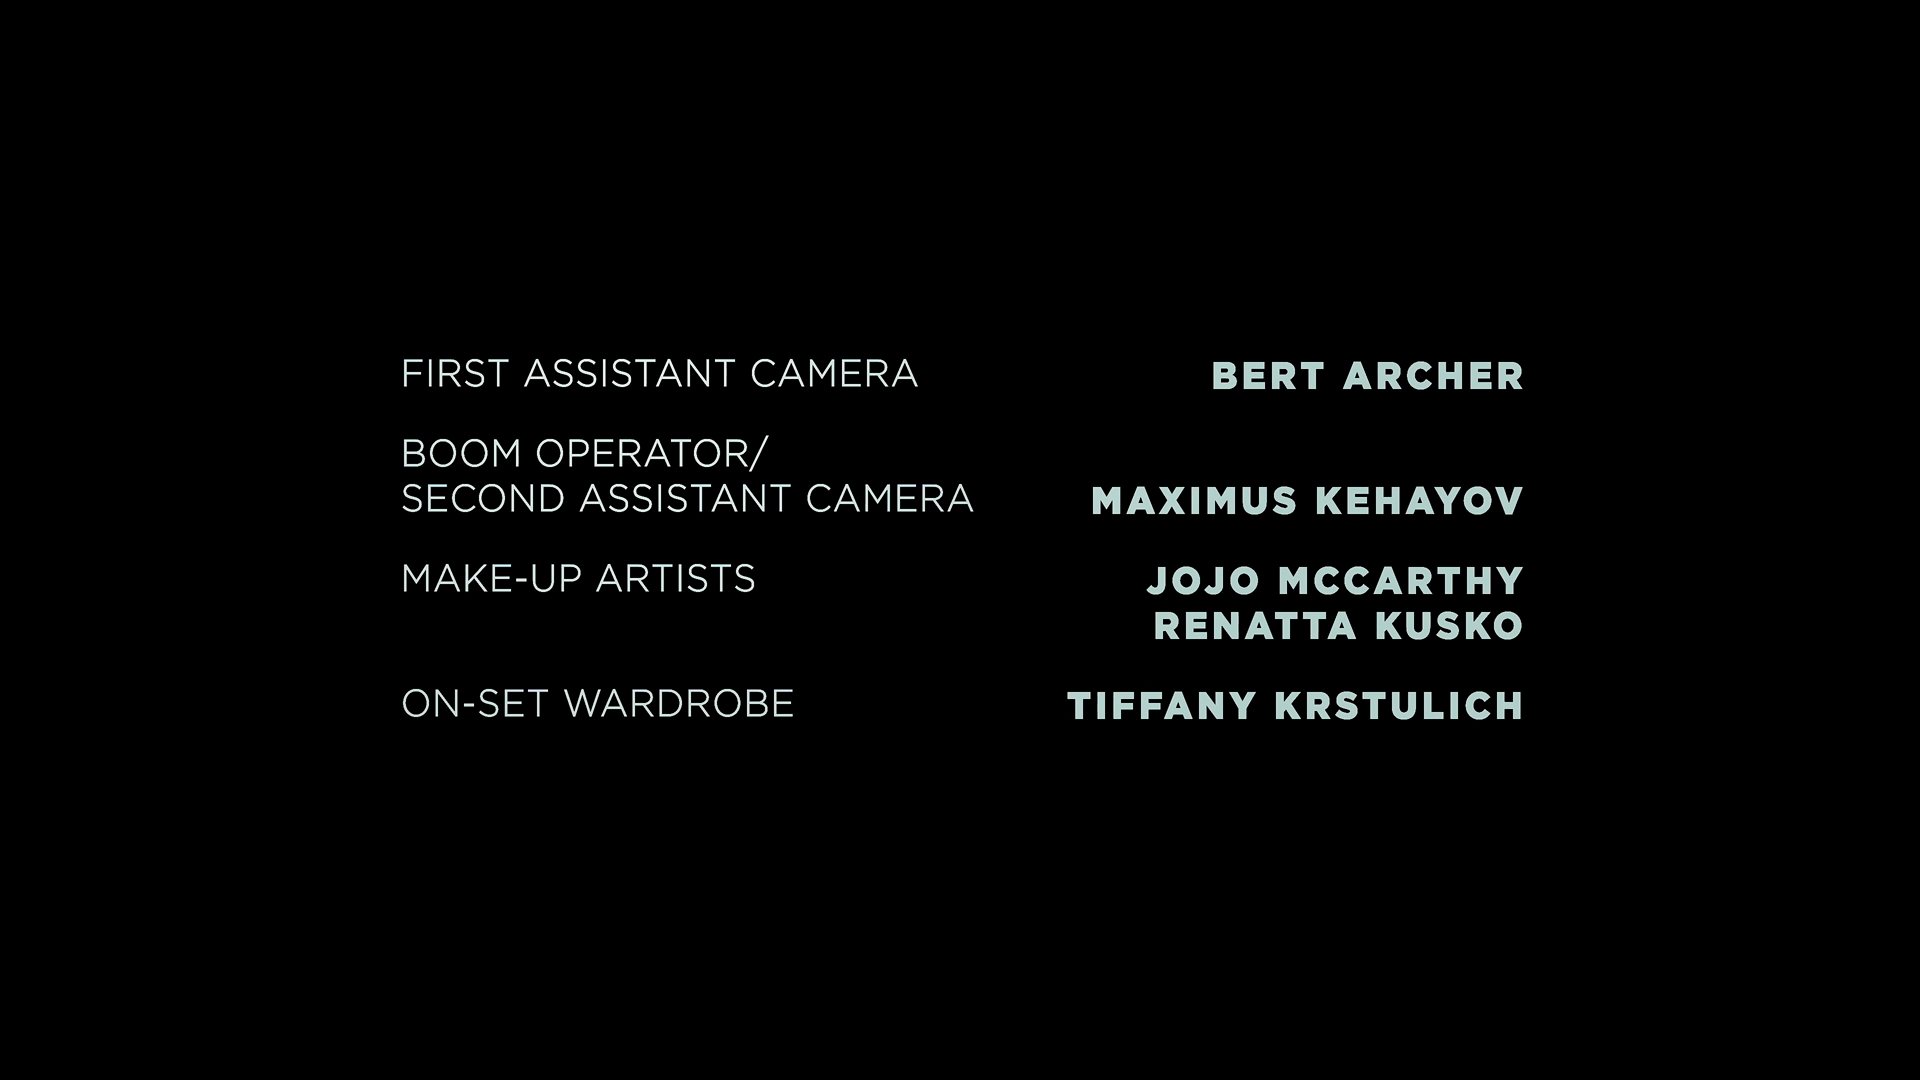 FIRST ASSISTANT CAMERA BERT ARCHER
BOOM OPERATOR/
SECOND ASSISTANT CAMERA MAXIMUS KEHAYOV
MAKE-UP ARTISTS JOJO MCCARTHY
RENATTA KUSKO
ON-SET WARDROBE TIFFANY KRSTULICH